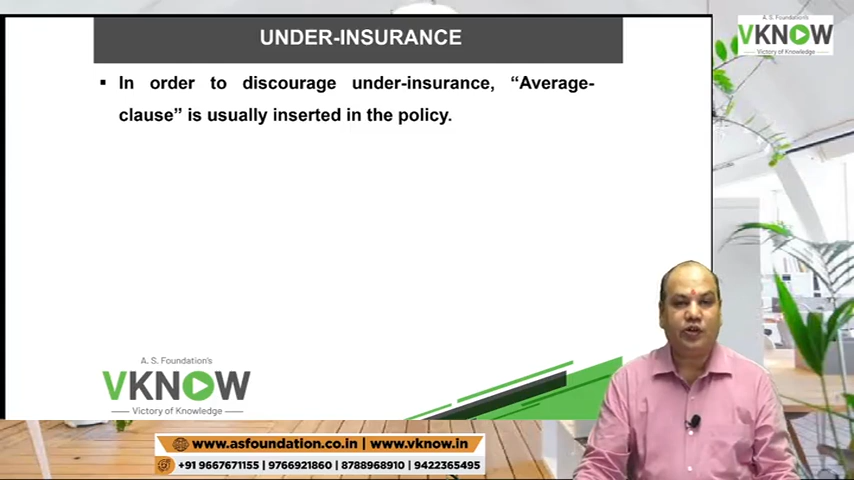 UNDER-INSURANCE
▪ In order to discourage under-insurance, “Average-
clause” is usually inserted in the policy.
A. S. Foundation's
VKNOW
Victory of Knowledge
A. S. Foundation's
VKNOW
Victory of Knowledge
www.asfoundation.co.in | www.vknow.in
+91 9667671155 | 9766921860 | 8788968910 | 9422365495